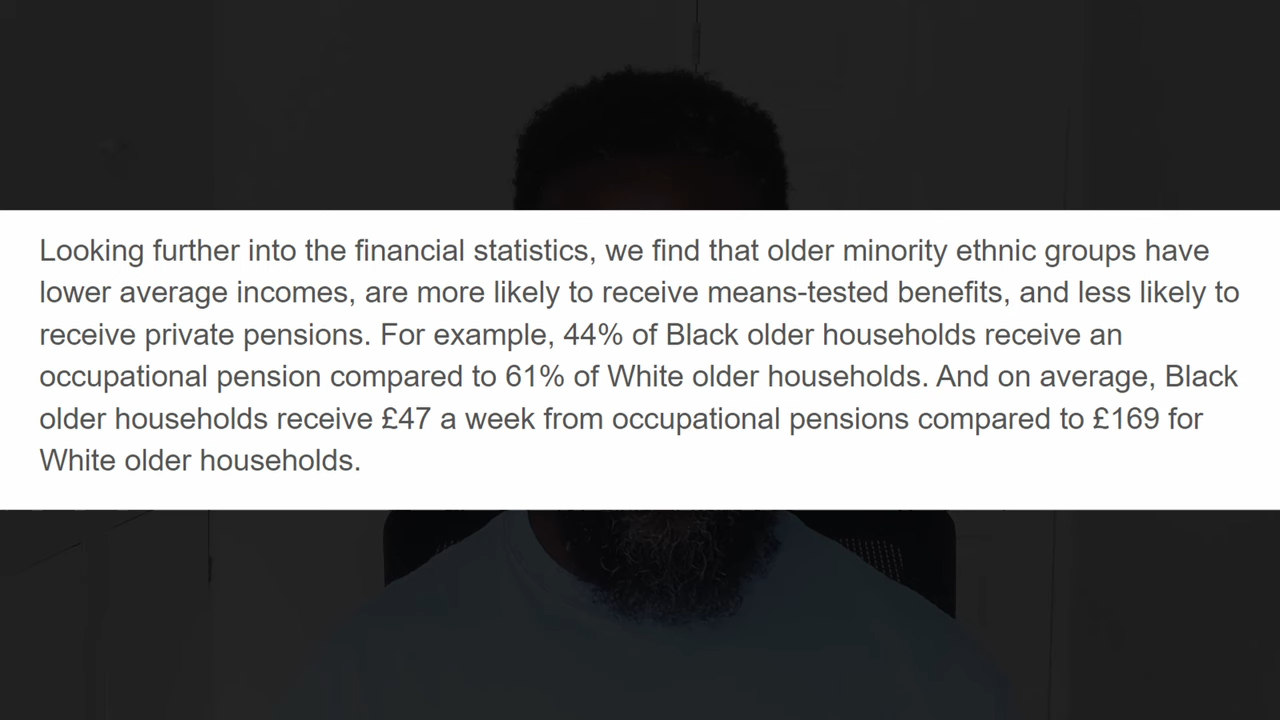 Looking further into the financial statistics, we find that older minority ethnic groups have
lower average incomes, are more likely to receive means-tested benefits, and less likely to
receive private pensions. For example, 44% of Black older households receive an
occupational pension compared to 61% of White older households. And on average, Black
older households receive £47 a week from occupational pensions compared to £169 for
White older households.